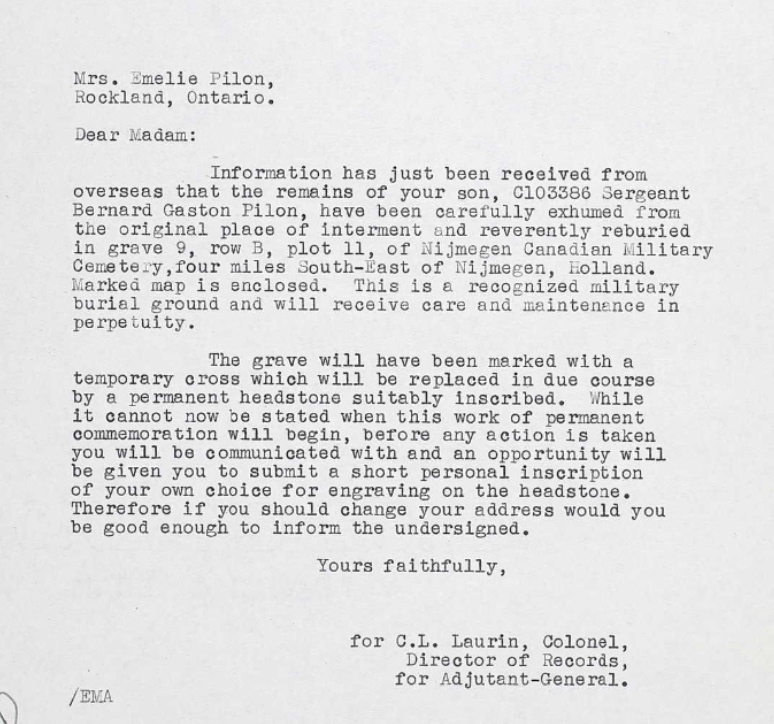 Mrs. Emelie Pilon,
Rockland, Ontario.
Dear Madam:
Information has just been received from
overseas that the remains of your son, C103386 Sergeant
Bernard Gaston Pilon, have been carefully exhumed from
the original place of interment and reverently reburied
in grave 9, row B, plot 11, of Nijmegen Canadian Military
Cemetery,four miles South-East of Nijmegen, Holland.
Marked map is enclosed. This is a recognized military
burial ground and will receive care and maintenance in
perpetuity.
The grave will have been marked with a
temporary cross which will be replaced in due course
by a permanent headstone suitably inscribed. While
it cannot now be stated when this work of permanent
commemoration will begin, before any action is taken
you will be communicated with and an opportunity will
be given you to submit a short personal inscription
of your own choice for engraving on the headstone.
Therefore if you should change your address would you
be good enough to inform the undersigned.
Yours faithfully,
for C.L. Laurin, Colonel,
Director of Records,
for Adjutant-General.
/EMA